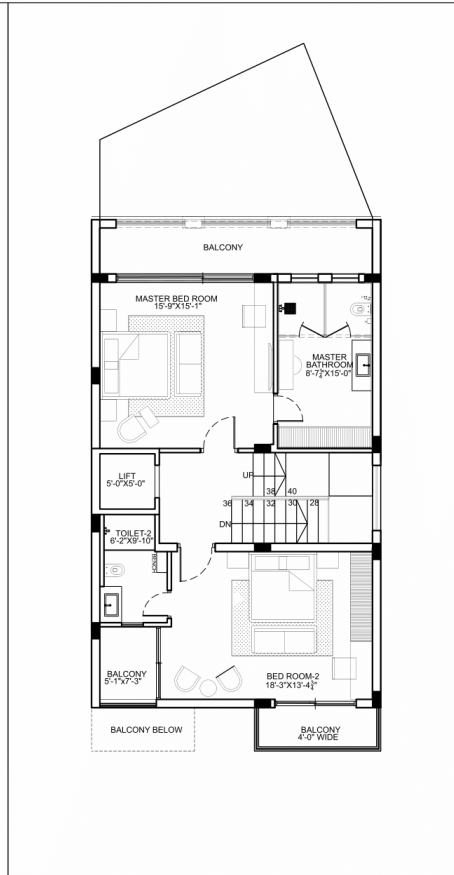 BALCONY
MASTER BED ROOM
15'-9"X15'-1"
MASTER
BATHROOM
8'-7½"X15'-0"
LIFT
5'-0"X5'-0"
UP
38
40
36
34
32
30
28
DN
TOILET-2
6'-2"X9'-10"
BENCH
BED ROOM-2
18'-3"X13'-4¾"
BALCONY
5'-1"x7'-3"
BALCONY BELOW
BALCONY
4'-0" WIDE